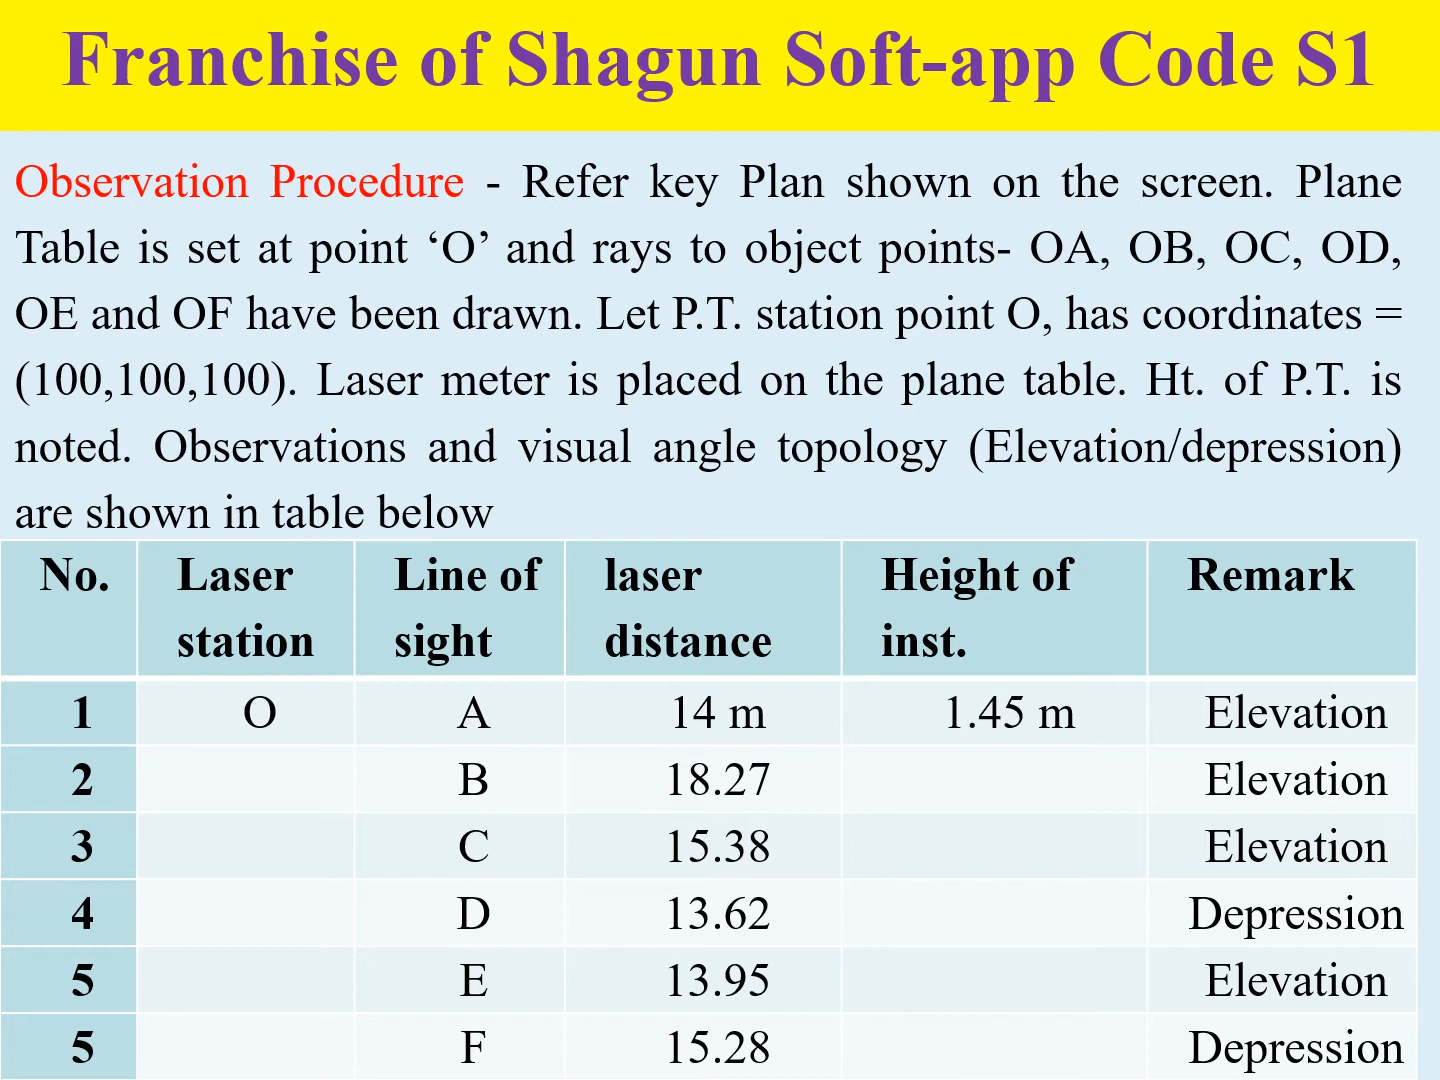 Franchise of Shagun Soft-app Code S1
Observation Procedure - Refer key Plan shown on the screen. Plane
Table is set at point ‘O’ and rays to object points- OA, OB, OC, OD,
OE and OF have been drawn. Let P.T. station point O, has coordinates =
(100,100,100). Laser meter is placed on the plane table. Ht. of P.T. is
noted. Observations and visual angle topology (Elevation/depression)
are shown in table below
No. Laser station Line of sight laser distance Height of inst. Remark
1 O A 14 m 1.45 m Elevation
2 B 18.27 Elevation
3 C 15.38 Elevation
4 D 13.62 Depression
5 E 13.95 Elevation
5 F 15.28 Depression